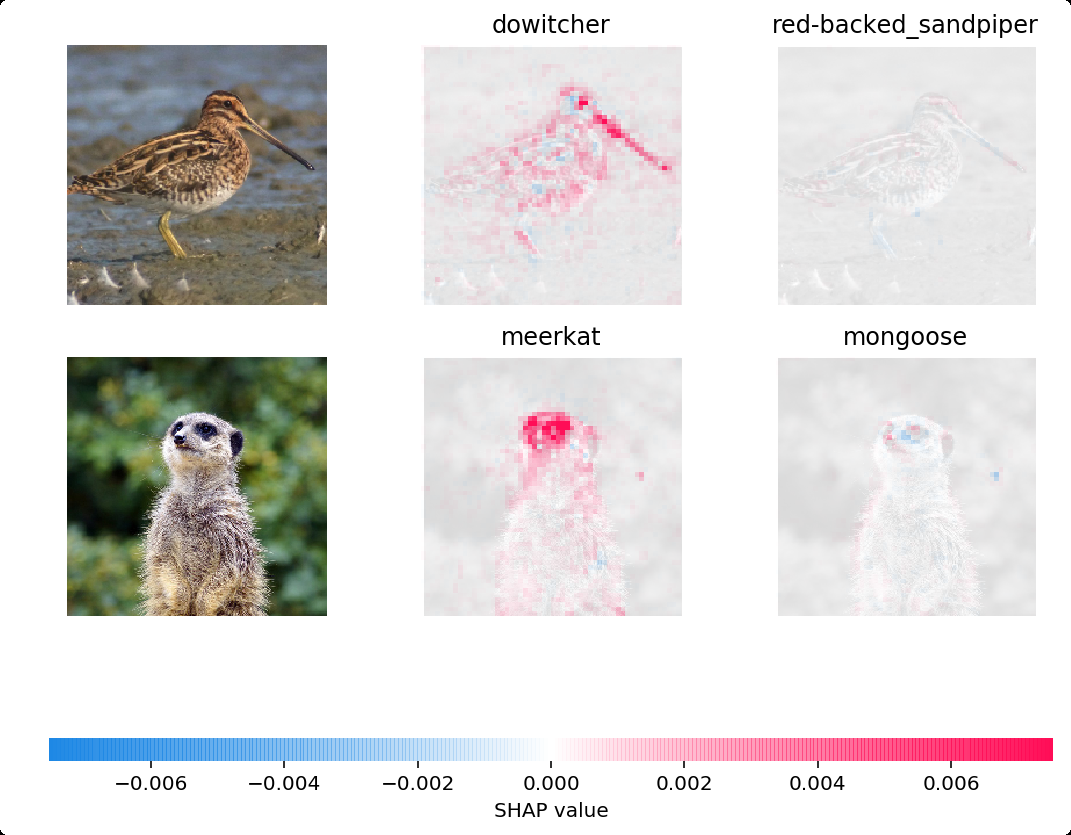 dowitcher
red-backed_sandpiper
meerkat
mongoose
−0.006 −0.004 −0.002 0.000 0.002 0.004 0.006
SHAP value